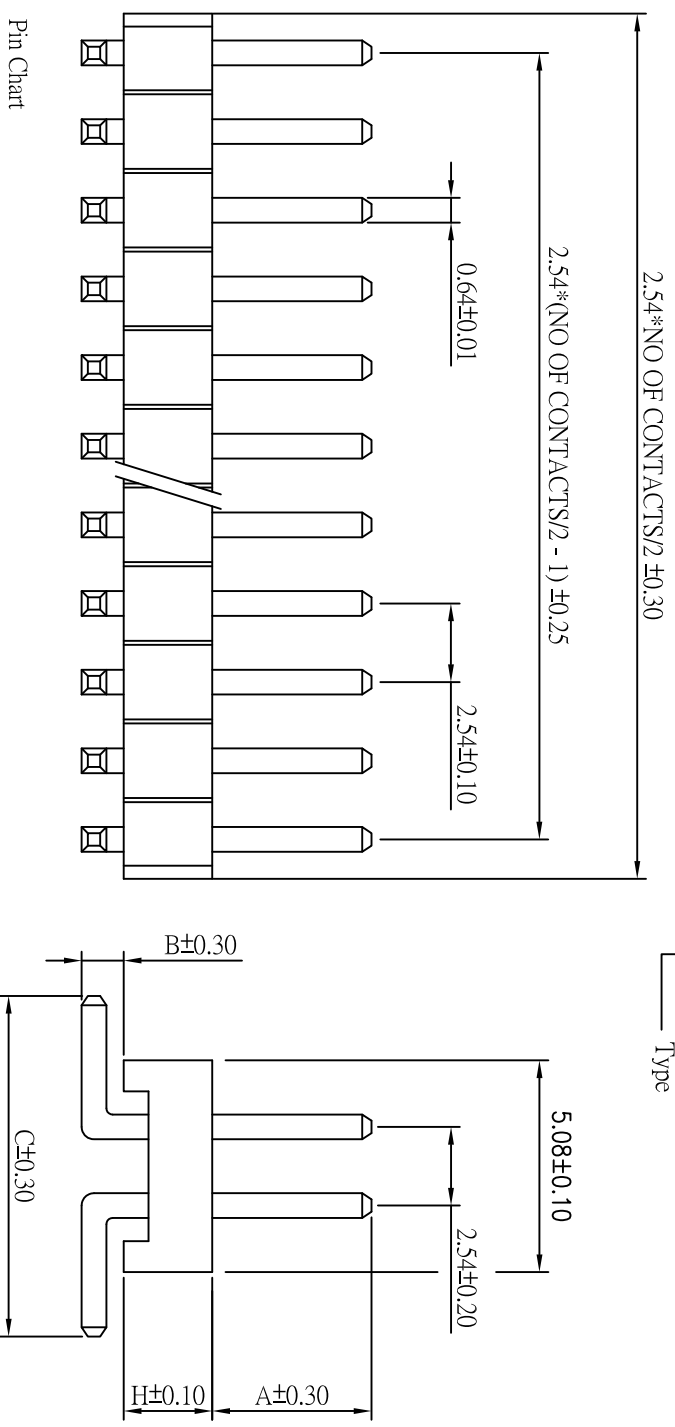 2.54*NO OF CONTACTS/2 ±0.30
2.54*(NO OF CONTACTS/2 - 1) ±0.25
0.64±0.01
2.54±0.10
Pin Chart
Type
5.08±0.10
2.54±0.20
B±0.30
C±0.30
H±0.10
A±0.30